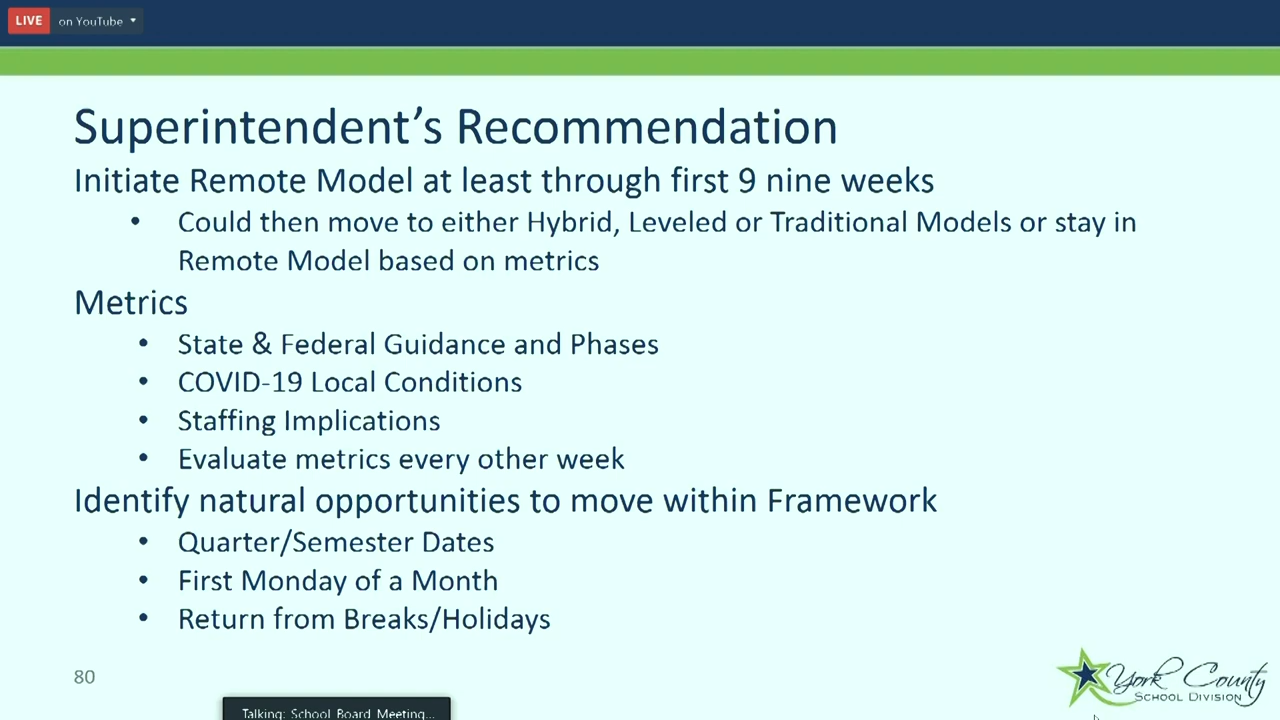 LIVE on YouTube
Superintendent's Recommendation
Initiate Remote Model at least through first 9 nine weeks
• Could then move to either Hybrid, Leveled or Traditional Models or stay in
Remote Model based on metrics
Metrics
• State & Federal Guidance and Phases
• COVID-19 Local Conditions
• Staffing Implications
• Evaluate metrics every other week
Identify natural opportunities to move within Framework
• Quarter/Semester Dates
• First Monday of a Month
• Return from Breaks/Holidays
80
York County
SCHOOL DIVISION
Talking: School Board Meeting...